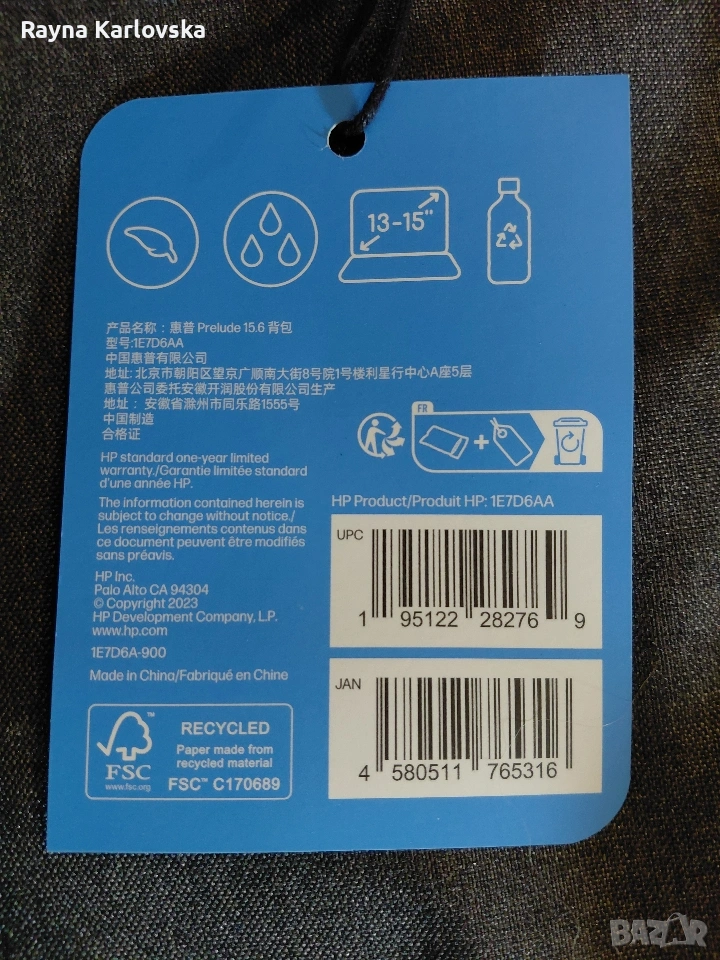 Rayna Karlovska
13-15"
产品名称：惠普 Prelude 15.6 背包
型号:1E7D6AA
中国惠普有限公司
地址: 北京市朝阳区望京广顺南大街8号院1号楼利星行中心A座5层
惠普公司委托安徽开润股份有限公司生产
地址： 安徽省滁州市同乐路1555号
中国制造
合格证
FR
HP standard one-year limited
warranty./Garantie limitée standard
d'une année HP.
The information contained herein is
subject to change without notice./
Les renseignements contenus dans
ce document peuvent être modifiés
sans préavis.
HP Inc.
Palo Alto CA 94304
© Copyright 2023
HP Development Company, L.P.
www.hp.com
1E7D6A-900
Made in China/Fabriqué en Chine
FSC™
www.fsc.org
RECYCLED
Paper made from
recycled material
FSC™ C170689
HP Product/Produit HP: 1E7D6AA
UPC
1 95122 28276 9
JAN
4 580511 765316
BAZAR